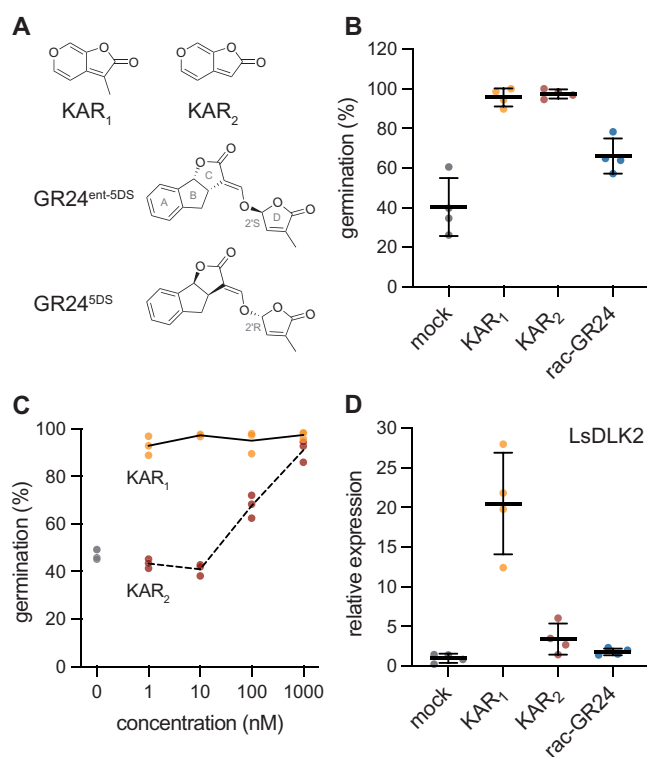 A
O
O
O
O
O
O
KAR₁
KAR₂
GR24ent-5DS
O
O
C
A
B
O
O
O
2'S
D
GR245DS
O
O
O
O
O
2'R
B
germination (%)
120
100
80
60
40
20
0
mock
KAR₁
KAR₂
rac-GR24
C
germination (%)
100
80
60
40
20
0
KAR₁
KAR₂
0
1
10
100
1000
concentration (nM)
D
LsDLK2
relative expression
30
25
20
15
10
5
0
mock
KAR₁
KAR₂
rac-GR24